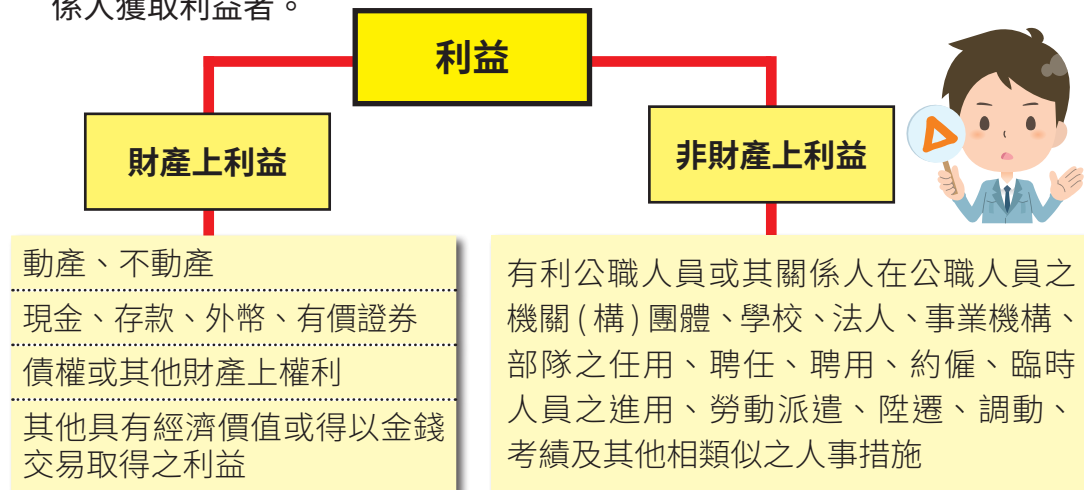 係人獲取利益者。
利益
財產上利益
非財產上利益
動產、不動產
現金、存款、外幣、有價證券
債權或其他財產上權利
其他具有經濟價值或得以金錢
交易取得之利益
有利公職人員或其關係人在公職人員之
機關(構)團體、學校、法人、事業機構、
部隊之任用、聘任、聘用、約僱、臨時
人員之進用、勞動派遣、陞遷、調動、
考績及其他相類似之人事措施